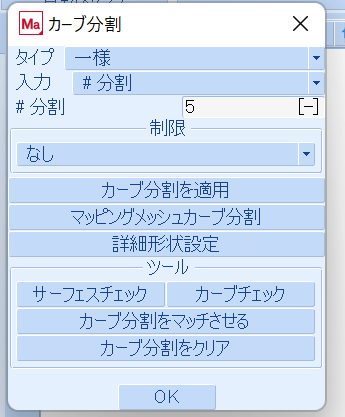 Ma カーブ分割
タイプ 一様
入力 # 分割
# 分割 5 [-]
制限
なし
カーブ分割を適用
マッピングメッシュカーブ分割
詳細形状設定
ツール
サーフェスチェック カーブチェック
カーブ分割をマッチさせる
カーブ分割をクリア
OK